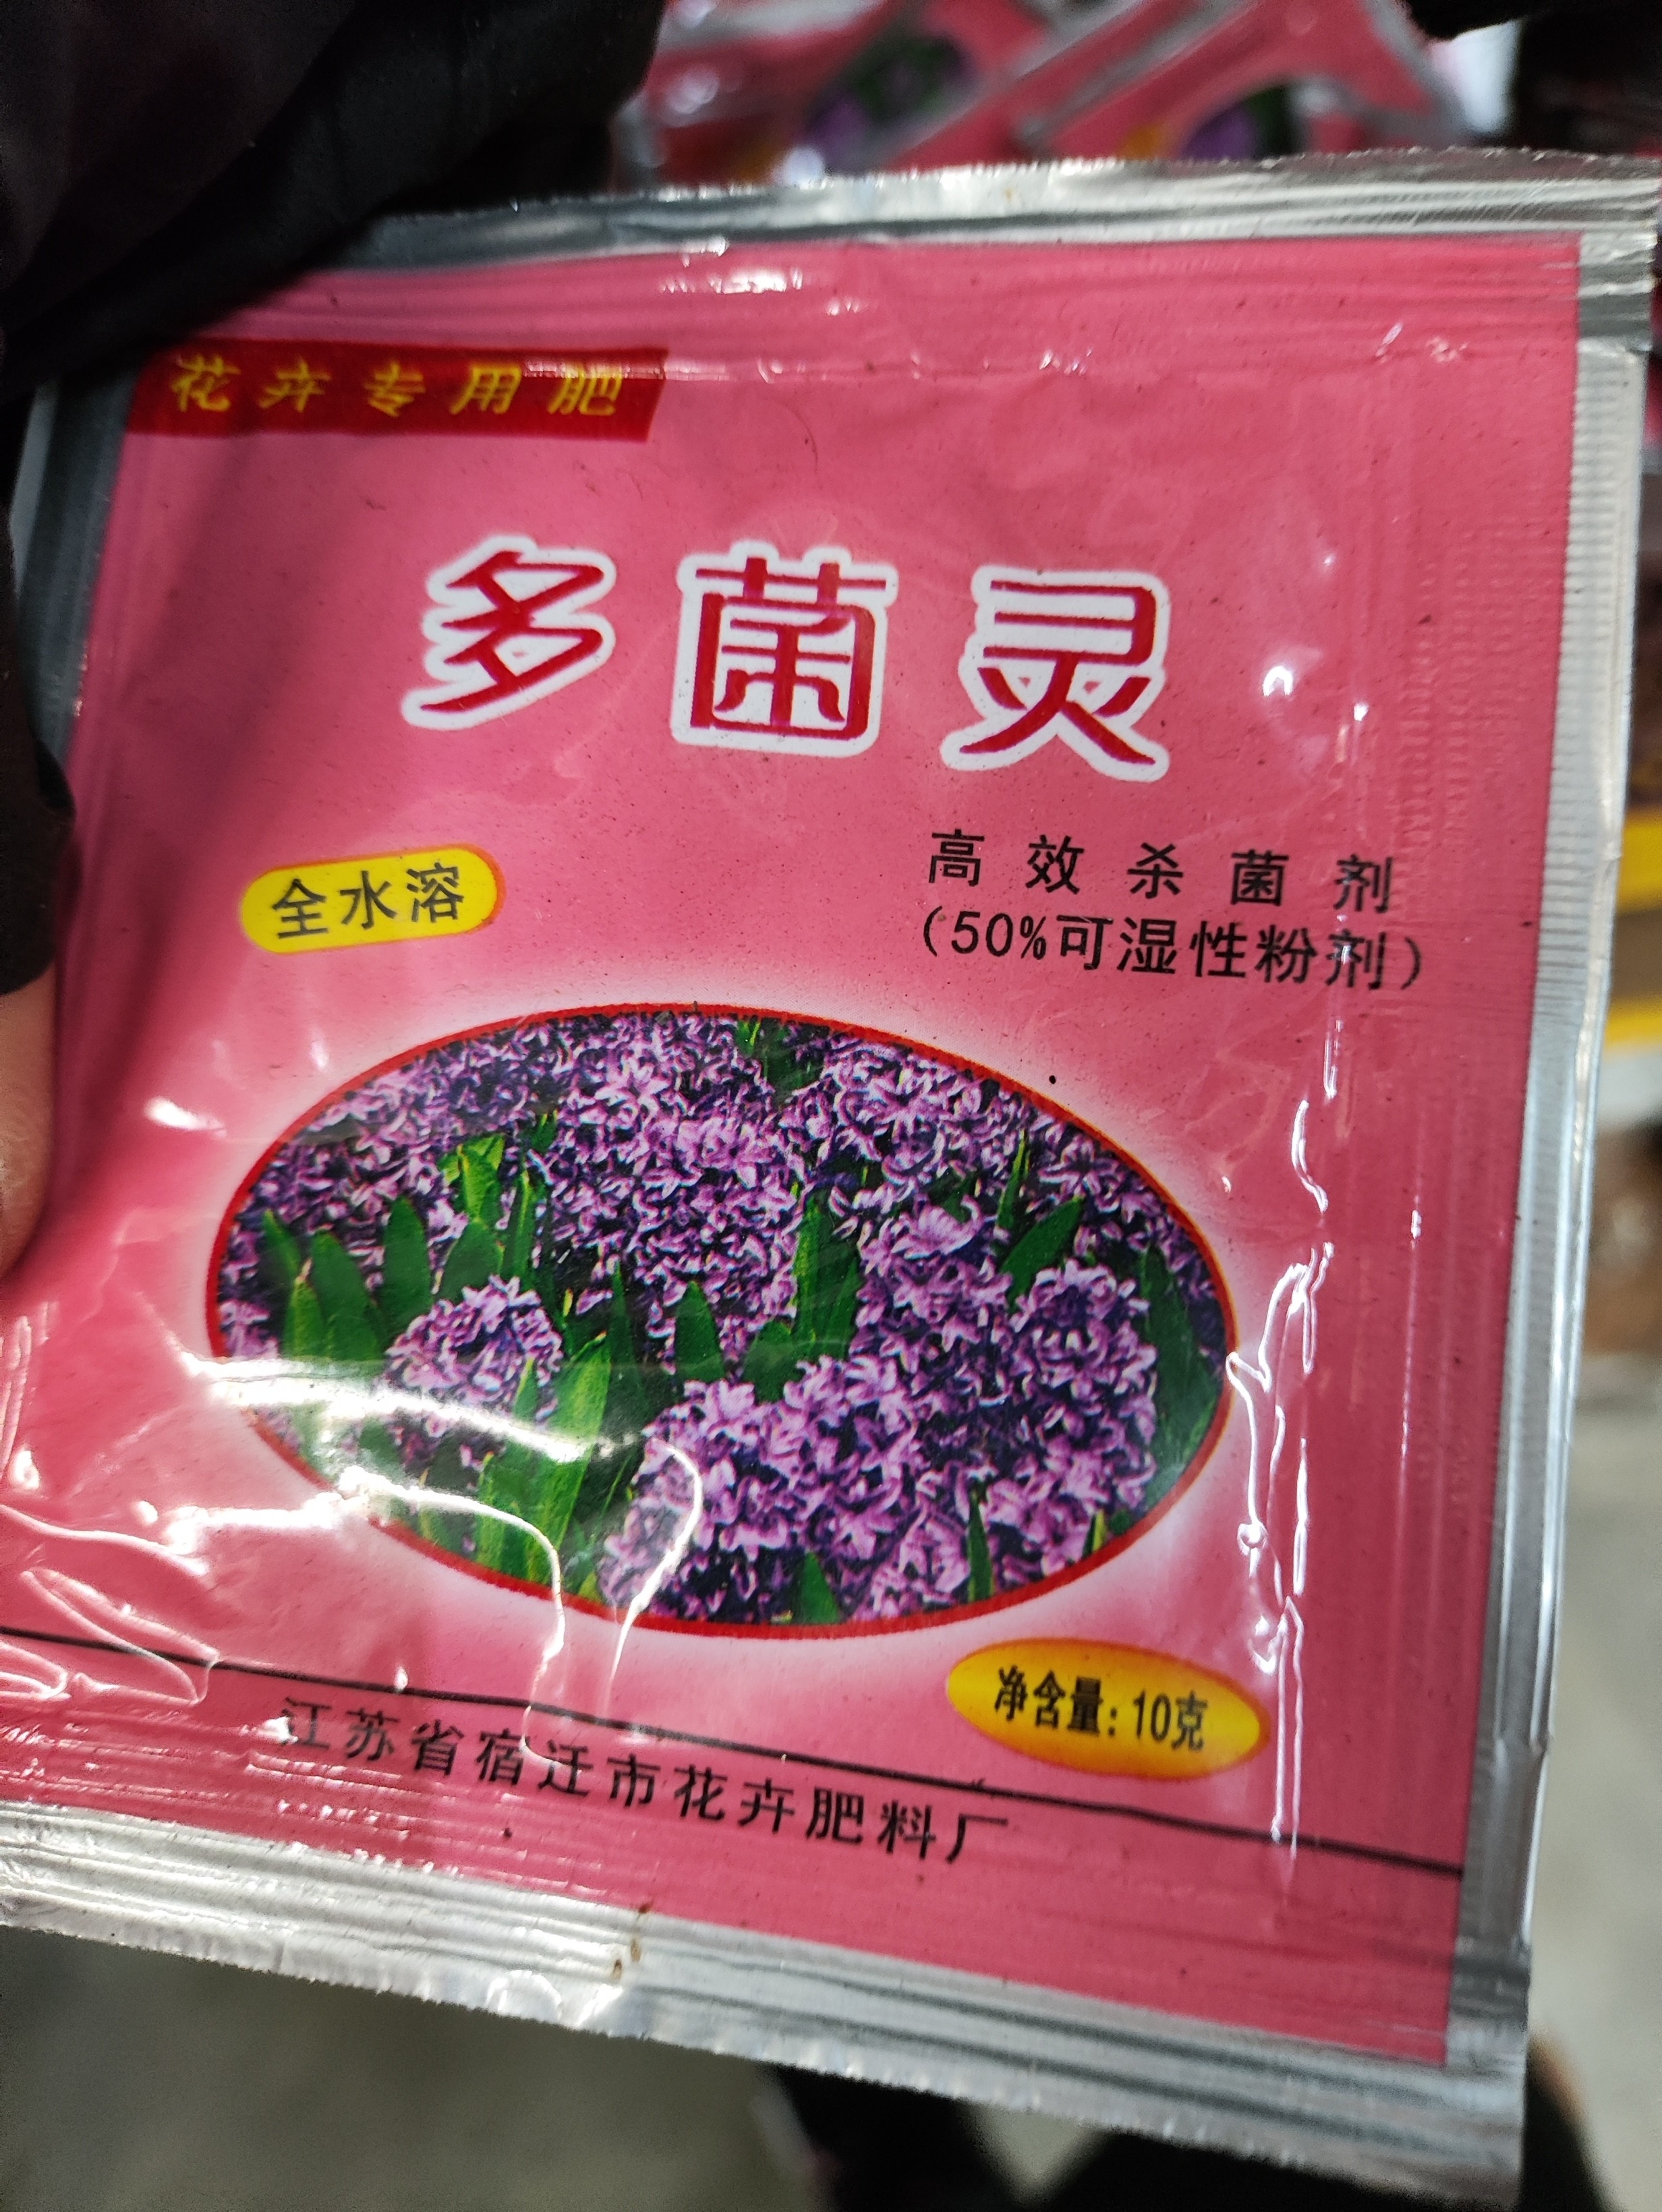 花卉专用肥
多菌灵
全水溶
高效杀菌剂
(50%可湿性粉剂)
净含量:10克
江苏省宿迁市花卉肥料厂